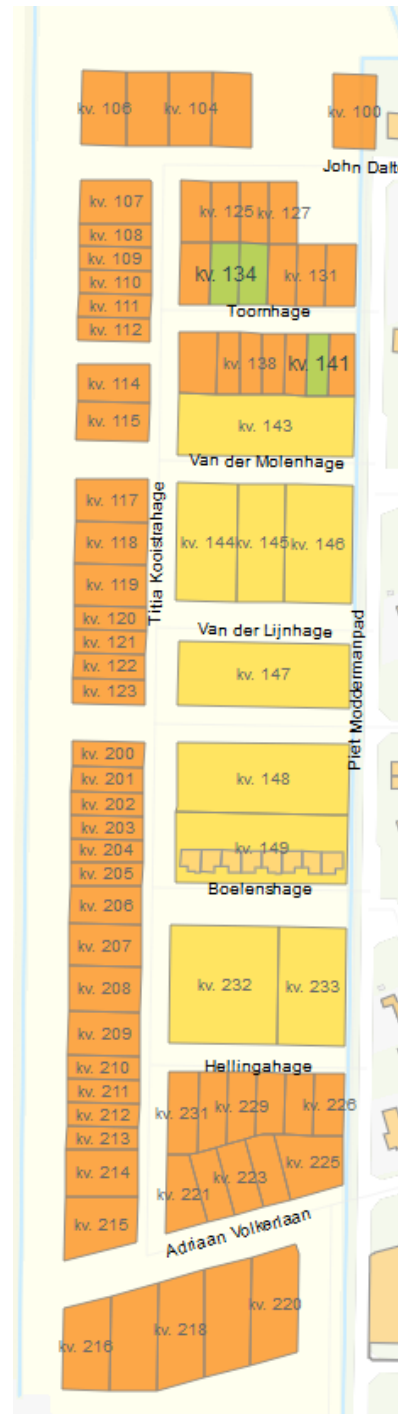 kv. 106
kv. 104
kv. 100
John Dalt
kv. 107
kv. 108
kv. 109
kv. 110
kv. 111
kv. 112
kv. 125
kv. 127
kv. 134
kv. 131
Toornhage
kv. 114
kv. 115
kv. 138
kv. 141
kv. 143
Van der Molenhage
kv. 117
kv. 118
kv. 119
kv. 120
kv. 121
kv. 122
kv. 123
Titia Kooistrahage
kv. 144
kv. 145
kv. 146
Van der Lijnhage
kv. 147
Piet Moddermanpad
kv. 200
kv. 201
kv. 202
kv. 203
kv. 204
kv. 205
kv. 206
kv. 207
kv. 208
kv. 209
kv. 210
kv. 211
kv. 212
kv. 213
kv. 214
kv. 215
kv. 148
kv. 149
Boelenshage
kv. 232
kv. 233
Hellingahage
kv. 231
kv. 229
kv. 226
kv. 221
kv. 223
kv. 225
Adriaan Volkerlaan
kv. 216
kv. 218
kv. 220